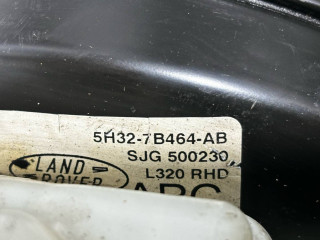 5H32-7B464-AB
SJG 500230
LAND
ROVER
L320 RHD